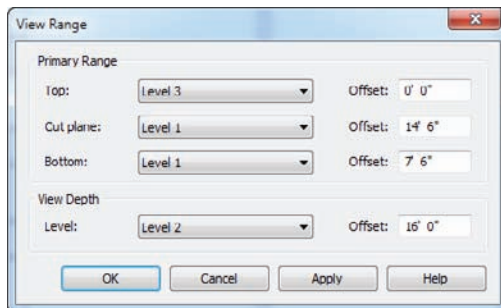 View Range
Primary Range
Top: Level 3 Offset: 0' 0"
Cut plane: Level 1 Offset: 14' 6"
Bottom: Level 1 Offset: 7' 6"
View Depth
Level: Level 2 Offset: 16' 0"
OK Cancel Apply Help